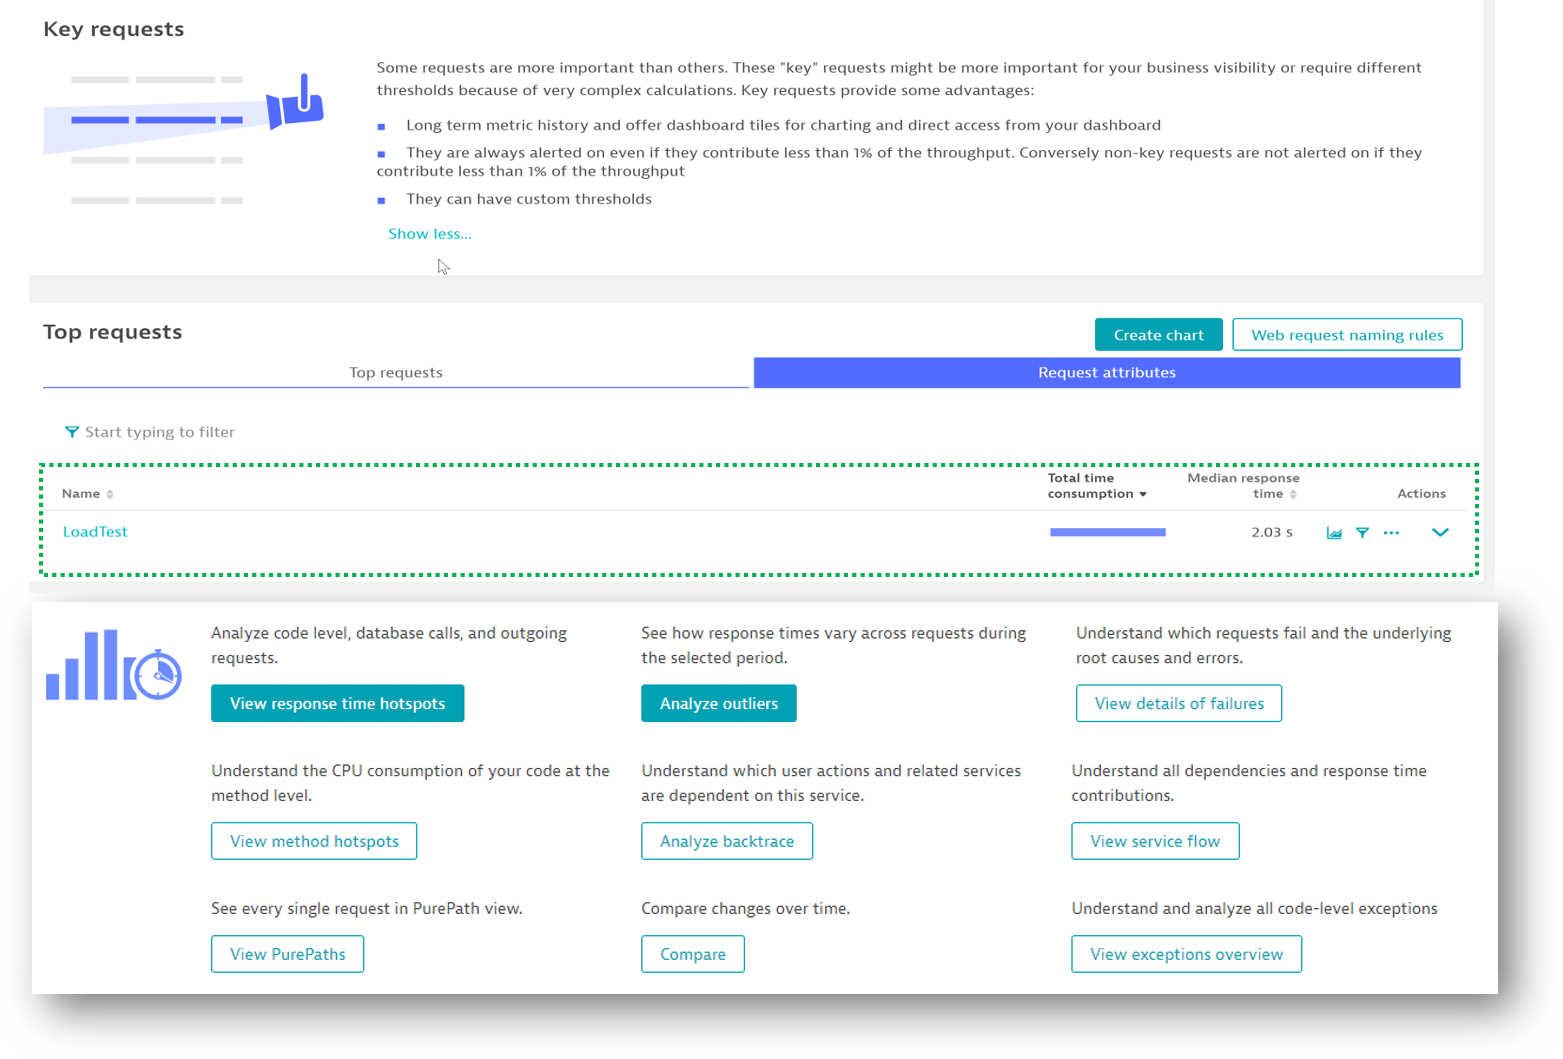 Key requests
Some requests are more important than others. These "key" requests might be more important for your business visibility or require different
thresholds because of very complex calculations. Key requests provide some advantages:
Long term metric history and offer dashboard tiles for charting and direct access from your dashboard
They are always alerted on even if they contribute less than 1% of the throughput. Conversely non-key requests are not alerted on if they
contribute less than 1% of the throughput
They can have custom thresholds
Show less...
Top requests
Create chart
Web request naming rules
Top requests
Request attributes
Start typing to filter
Name
Total time
consumption
Median response
time
Actions
LoadTest
2.03 s
Analyze code level, database calls, and outgoing
requests.
View response time hotspots
See how response times vary across requests during
the selected period.
Analyze outliers
Understand which requests fail and the underlying
root causes and errors.
View details of failures
Understand the CPU consumption of your code at the
method level.
View method hotspots
Understand which user actions and related services
are dependent on this service.
Analyze backtrace
Understand all dependencies and response time
contributions.
View service flow
See every single request in PurePath view.
View PurePaths
Compare changes over time.
Compare
Understand and analyze all code-level exceptions
View exceptions overview